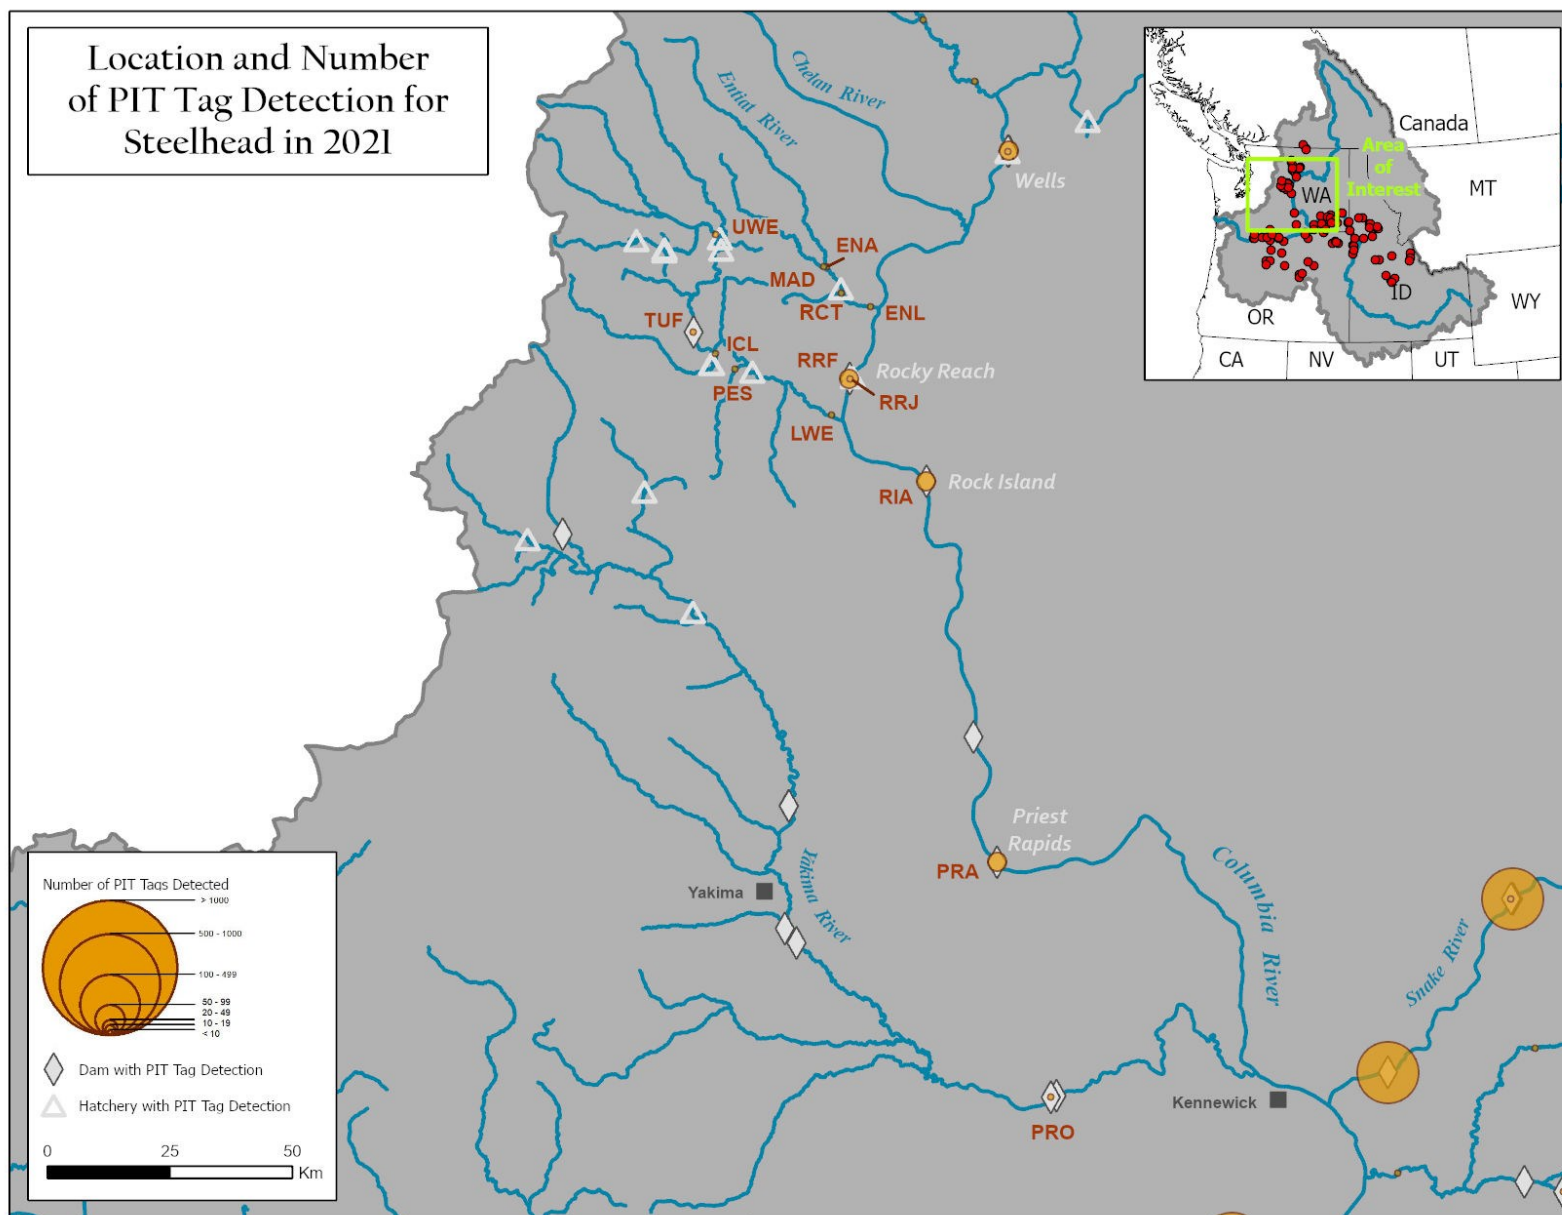 Location and Number
of PIT Tag Detection for
Steelhead in 2021
Entiat River
Chelan River
Wells
Canada
Area
of
Interest
WA
MT
OR
ID
WY
CA
NV
UT
UWE
ENA
MAD
RCT
ENL
TUF
ICL
RRF
Rocky Reach
PES
RRJ
LWE
RIA
Rock Island
Priest
Rapids
PRA
Yakima
Yakima River
Columbia
River
Snake River
Kennewick
PRO
Number of PIT Tags Detected
> 1000
500 - 1000
100 - 499
50 - 99
20 - 49
10 - 19
< 10
Dam with PIT Tag Detection
Hatchery with PIT Tag Detection
0 25 50
Km